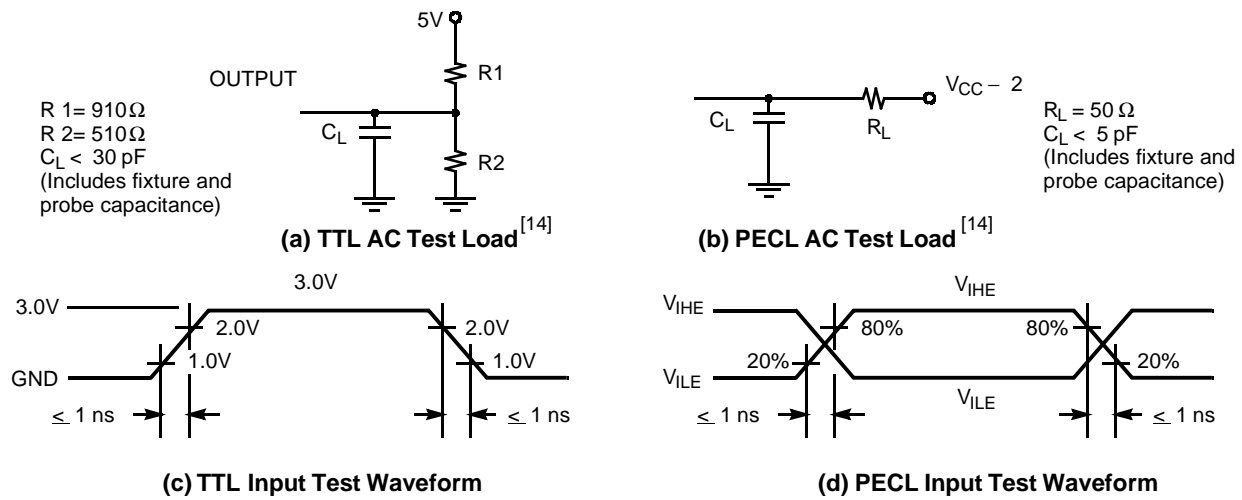 5V
OUTPUT
R1
R 1= 910Ω
R 2= 510Ω
C_L < 30 pF
(Includes fixture and
probe capacitance)
C_L
R2
(a) TTL AC Test Load [14]
V_CC – 2
C_L
R_L
R_L = 50 Ω
C_L < 5 pF
(Includes fixture and
probe capacitance)
(b) PECL AC Test Load [14]
3.0V
3.0V
2.0V
2.0V
1.0V
1.0V
GND
≤ 1 ns
≤ 1 ns
(c) TTL Input Test Waveform
V_IHE
V_IHE
80%
80%
20%
20%
V_ILE
V_ILE
≤ 1 ns
≤ 1 ns
(d) PECL Input Test Waveform